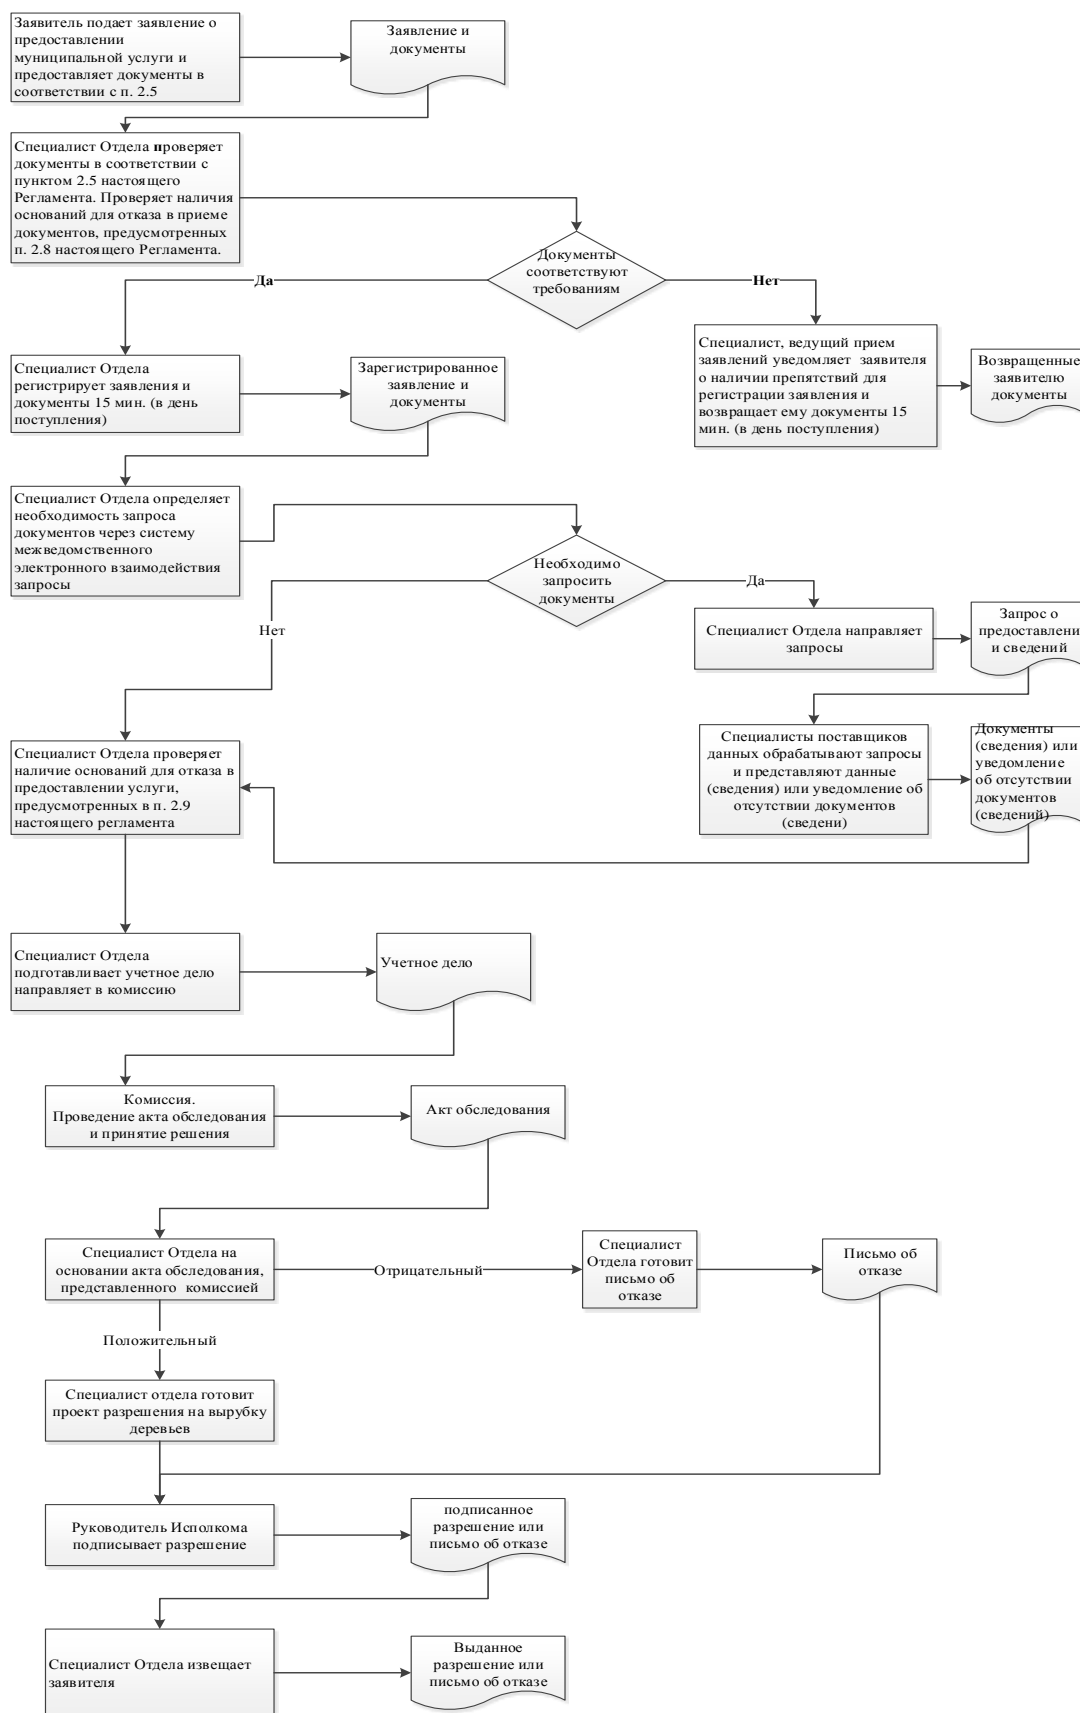 Заявитель подает заявление о
предоставлении
муниципальной услуги и
предоставляет документы в
соответствии с п. 2.5
Заявление и
документы
Специалист Отдела проверяет
документы в соответствии с
пунктом 2.5 настоящего
Регламента. Проверяет наличия
оснований для отказа в приеме
документов, предусмотренных
п. 2.8 настоящего Регламента.
Документы
соответствуют
требованиям
Да
Нет
Специалист Отдела
регистрирует заявления и
документы 15 мин. (в день
поступления)
Зарегистрированное
заявление и
документы
Специалист, ведущий прием
заявлений уведомляет заявителя
о наличии препятствий для
регистрации заявления и
возвращает ему документы 15
мин. (в день поступления)
Возвращенные
заявителю
документы
Специалист Отдела определяет
необходимость запроса
документов через систему
межведомственного
электронного взаимодействия
запросы
Необходимо
запросить
документы
Да
Нет
Специалист Отдела направляет
запросы
Запрос о
предоставлени
и сведений
Специалисты поставщиков
данных обрабатывают запросы
и представляют данные
(сведения) или уведомление об
отсутствии документов
(сведени)
Документы
(сведения) или
уведомление
об отсутствии
документов
(сведений)
Специалист Отдела проверяет
наличие оснований для отказа в
предоставлении услуги,
предусмотренных в п. 2.9
настоящего регламента
Специалист Отдела
подготавливает учетное дело
направляет в комиссию
Учетное дело
Комиссия.
Проведение акта обследования
и принятие решения
Акт обследования
Специалист Отдела на
основании акта обследования,
представленного комиссией
Отрицательный
Специалист
Отдела готовит
письмо об
отказе
Письмо об
отказе
Положительный
Специалист отдела готовит
проект разрешения на вырубку
деревьев
Руководитель Исполкома
подписывает разрешение
подписанное
разрешение или
письмо об отказе
Специалист Отдела извещает
заявителя
Выданное
разрешение или
письмо об отказе